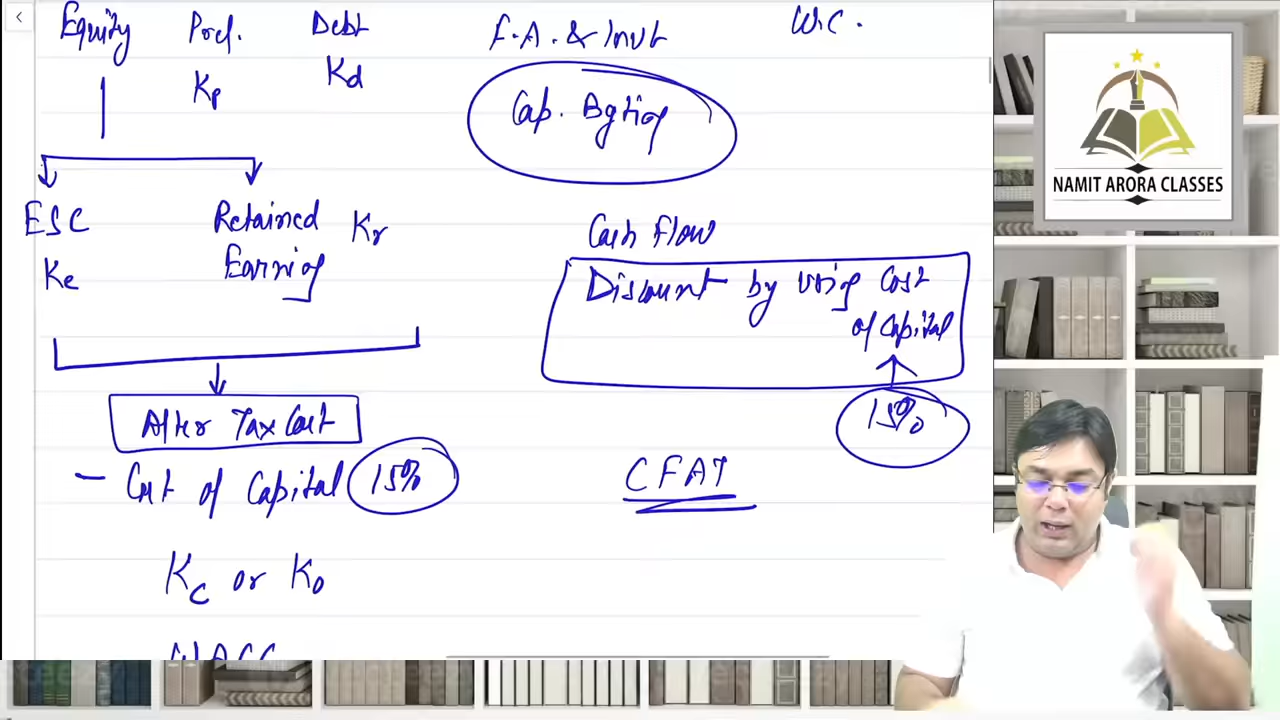 Equity Pref. Debt F.A. & Invt W.C.
Kp Kd
Cap. Bgting
ESC Retained Kr
Earning
Ke
Cash Flow
Discount by using Cost
of Capital
15%
After Tax Cost
- Cost of Capital 15%
CFAT
Kc or Ko
WACC
NAMIT ARORA CLASSES